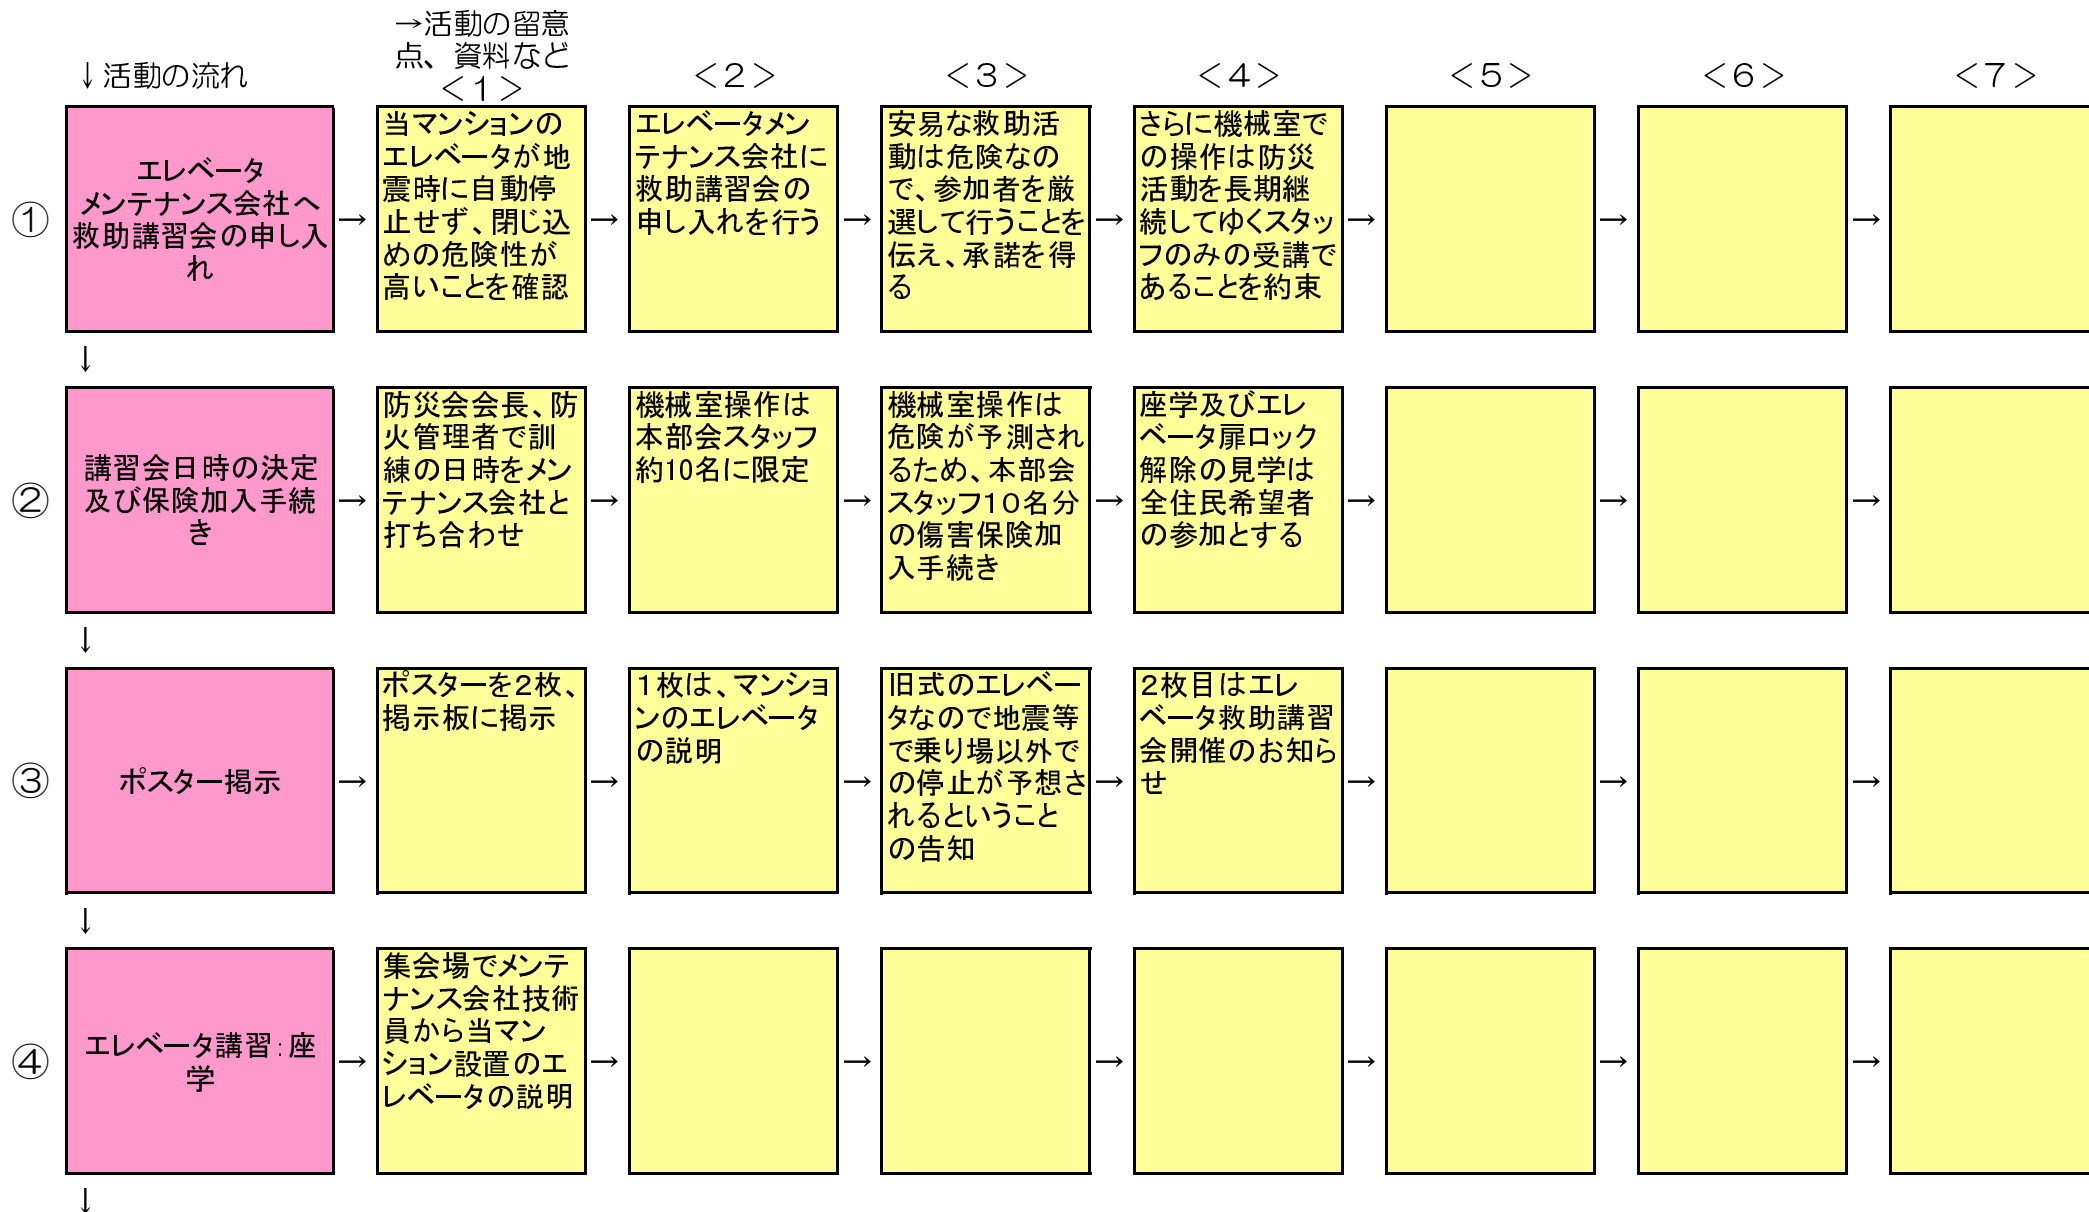 ↓活動の流れ
→活動の留意
点、資料など
＜１＞
＜２＞
＜３＞
＜４＞
＜５＞
＜６＞
＜７＞
①
エレベータ
メンテナンス会社へ
救助講習会の申し入
れ
→
当マンションの
エレベータが地
震時に自動停
止せず、閉じ込
めの危険性が
高いことを確認
→
エレベータメン
テナンス会社に
救助講習会の
申し入れを行う
→
安易な救助活
動は危険なの
で、参加者を厳
選して行うことを
伝え、承諾を得
る
→
さらに機械室で
の操作は防災
活動を長期継
続してゆくスタッ
フのみの受講で
あることを約束
→
→
→
↓
②
講習会日時の決定
及び保険加入手続
き
→
防災会会長、防
火管理者で訓
練の日時をメン
テナンス会社と
打ち合わせ
→
機械室操作は
本部会スタッフ
約10名に限定
→
機械室操作は
危険が予測され
るため、本部会
スタッフ１０名分
の傷害保険加
入手続き
→
座学及びエレ
ベータ扉ロック
解除の見学は
全住民希望者
の参加とする
→
→
→
↓
③
ポスター掲示
→
ポスターを２枚、
掲示板に掲示
→
１枚は、マンショ
ンのエレベータ
の説明
→
旧式のエレベー
タなので地震等
で乗り場以外で
の停止が予想さ
れるということ
の告知
→
２枚目はエレ
ベータ救助講習
会開催のお知ら
せ
→
→
→
↓
④
エレベータ講習：座
学
→
集会場でメンテ
ナンス会社技術
員から当マン
ション設置のエ
レベータの説明
→
→
→
→
→
→
↓